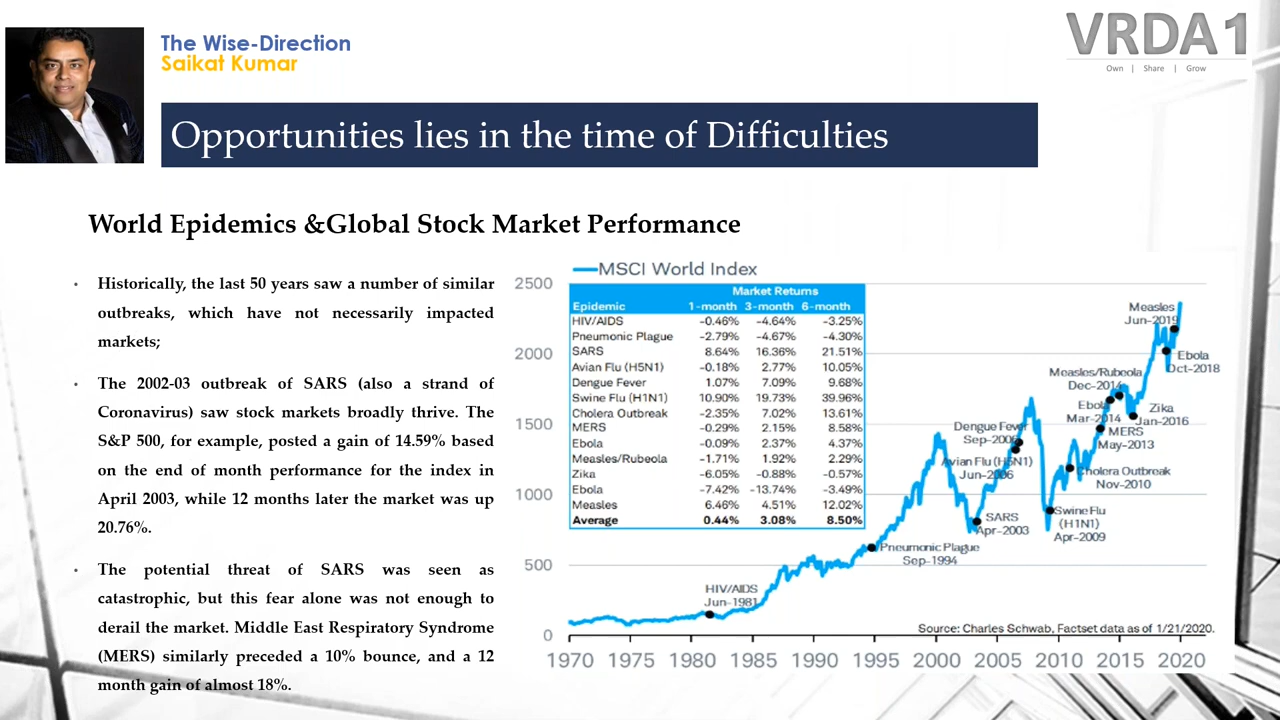 The Wise-Direction
Saikat Kumar
VRDA1
Own | Share | Grow
Opportunities lies in the time of Difficulties
World Epidemics &Global Stock Market Performance
• Historically, the last 50 years saw a number of similar
outbreaks, which have not necessarily impacted
markets;
• The 2002-03 outbreak of SARS (also a strand of
Coronavirus) saw stock markets broadly thrive. The
S&P 500, for example, posted a gain of 14.59% based
on the end of month performance for the index in
April 2003, while 12 months later the market was up
20.76%.
• The potential threat of SARS was seen as
catastrophic, but this fear alone was not enough to
derail the market. Middle East Respiratory Syndrome
(MERS) similarly preceded a 10% bounce, and a 12
month gain of almost 18%.
MSCI World Index
2500
2000
1500
1000
500
0
Market Returns
Epidemic 1-month 3-month 6-month
HIV/AIDS -0.46% -4.64% -3.25%
Pneumonic Plague -2.79% -4.67% -4.30%
SARS 8.64% 16.36% 21.51%
Avian Flu (H5N1) -0.18% 2.77% 10.05%
Dengue Fever 1.07% 7.09% 9.68%
Swine Flu (H1N1) 10.90% 19.73% 39.96%
Cholera Outbreak -2.35% 7.02% 13.61%
MERS -0.29% 2.15% 8.58%
Ebola -0.09% 2.37% 4.37%
Measles/Rubeola -1.71% 1.92% 2.29%
Zika -6.05% -0.88% -0.57%
Ebola -7.42% -13.74% -3.49%
Measles 6.46% 4.51% 12.02%
Average 0.44% 3.08% 8.50%
HIV/AIDS
Jun-1981
Pneumonic Plague
Sep-1994
SARS
Apr-2003
Avian Flu (H5N1)
Jun-2006
Dengue Fever
Sep-2006
Swine Flu
(H1N1)
Apr-2009
Cholera Outbreak
Nov-2010
MERS
May-2013
Ebola
Mar-2014
Measles/Rubeola
Dec-2014
Zika
Jan-2016
Ebola
Oct-2018
Measles
Jun-2019
Source: Charles Schwab, Factset data as of 1/21/2020.
1970 1975 1980 1985 1990 1995 2000 2005 2010 2015 2020